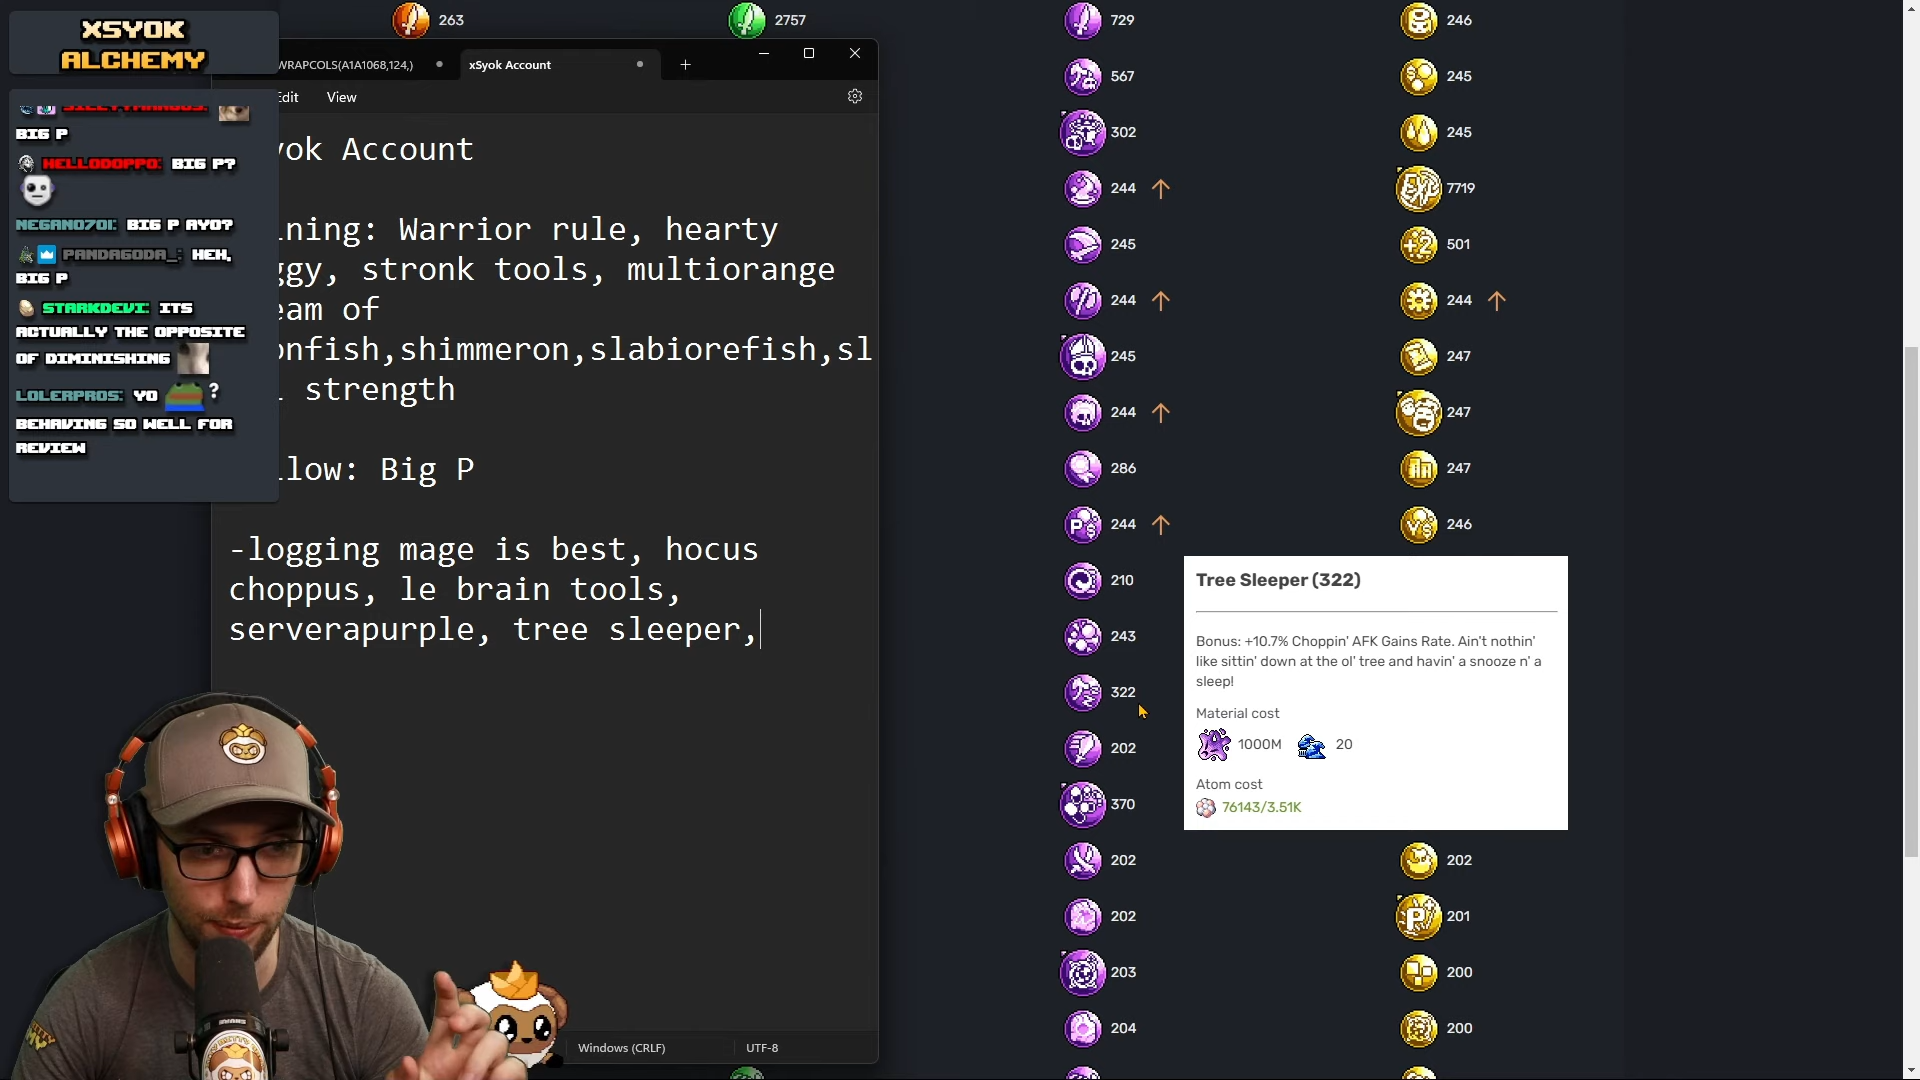 XSYOK
ALCHEMY
BIG P
HELLODOPPO: BIG P?
NEGANO701: BIG P AYO?
PANDAGODA_: HEH,
BIG P
STARKDEVI: ITS
ACTUALLY THE OPPOSITE
OF DIMINISHING
LOLERPROS: YO ?
BEHAVING SO WELL FOR
REVIEW
WRAPCOLS(A1A1068,124,)
xSyok Account
Edit View
yok Account
ning: Warrior rule, hearty
ggy, stronk tools, multiorange
eam of
onfish,shimmeron,slabiorefish,sl
strength
llow: Big P
-logging mage is best, hocus
choppus, le brain tools,
serverapurple, tree sleeper,
Windows (CRLF) UTF-8
263 2757 729 246
567 245
302 245
244 7719
245 501
244 244
245 247
244 247
286 247
244 246
210
243
322
202
370
202 202
202 201
203 200
204 200
Tree Sleeper (322)
Bonus: +10.7% Choppin' AFK Gains Rate. Ain't nothin'
like sittin' down at the ol' tree and havin' a snooze n' a
sleep!
Material cost
1000M 20
Atom cost
76143/3.51K